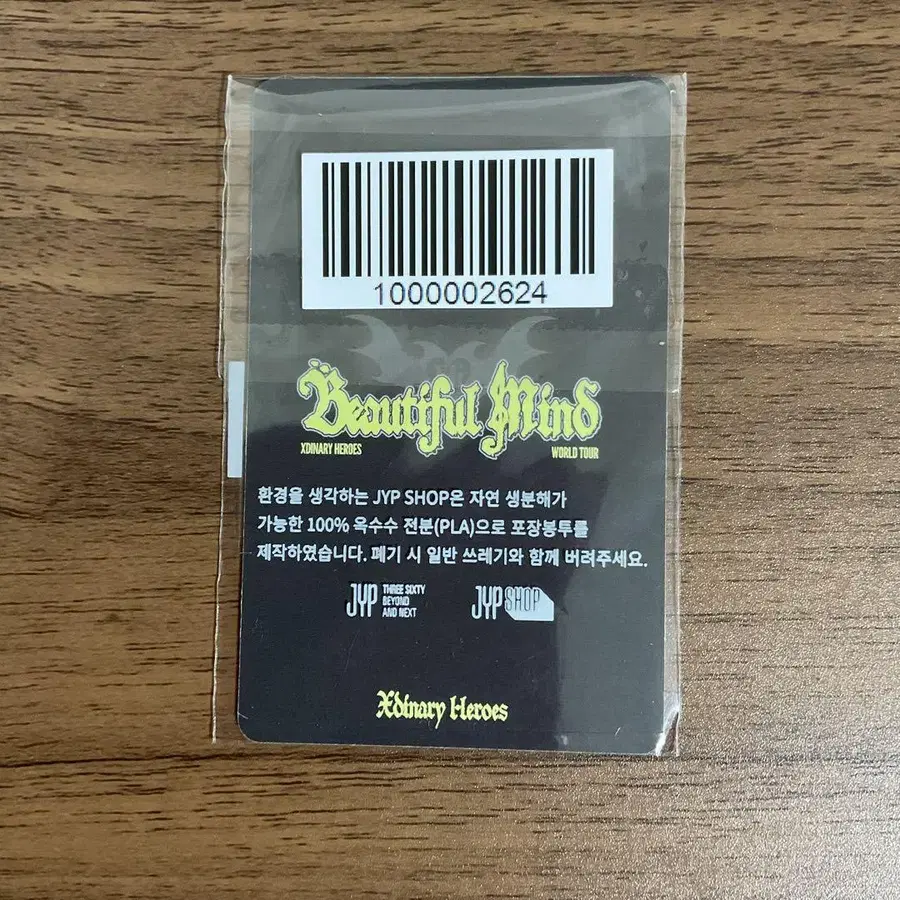 1000002624
Beautiful Mind
XDINARY HEROES WORLD TOUR
환경을 생각하는 JYP SHOP은 자연 생분해가
가능한 100% 옥수수 전분(PLA)으로 포장봉투를
제작하였습니다. 폐기 시 일반 쓰레기와 함께 버려주세요.
JYP THREE SIXTY
BEYOND
AND NEXT
JYP SHOP
Xdinary Heroes